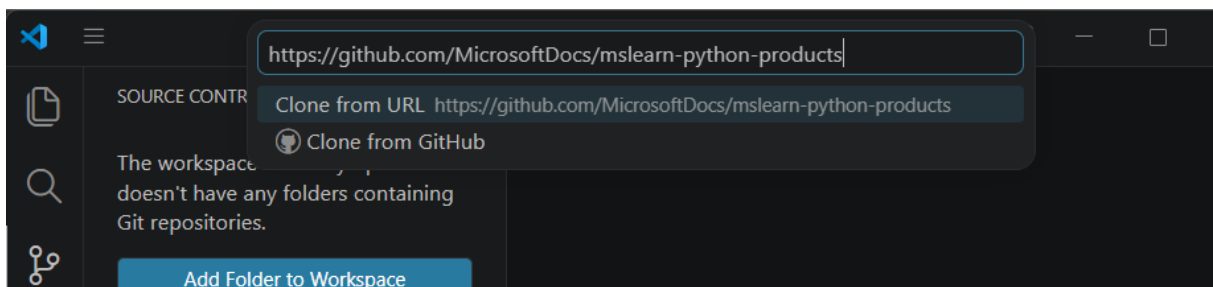 https://github.com/MicrosoftDocs/mslearn-python-products
SOURCE CONTR
Clone from URL https://github.com/MicrosoftDocs/mslearn-python-products
Clone from GitHub
The workspace
doesn't have any folders containing
Git repositories.
Add Folder to Workspace